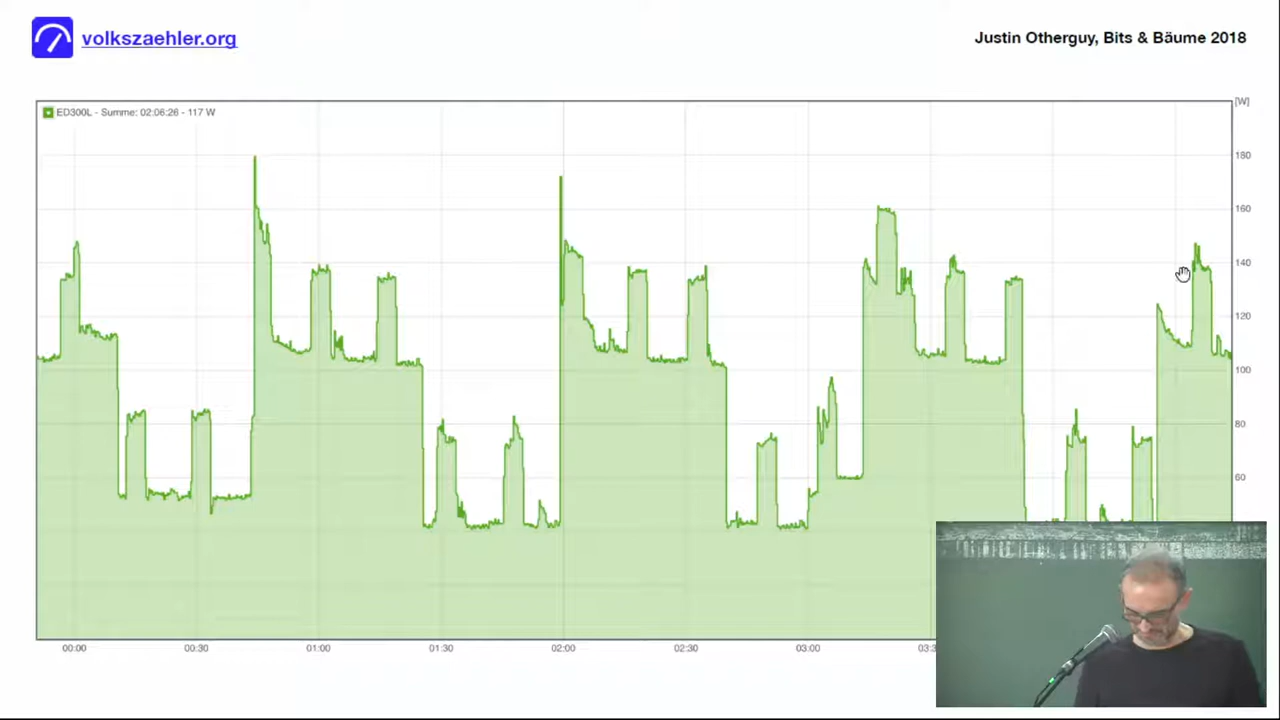 volkszaehler.org
Justin Otherguy, Bits & Bäume 2018
ED300L - Summe: 02:06:26 - 117 W
[W]
180
160
140
120
100
80
60
00:00 00:30 01:00 01:30 02:00 02:30 03:00